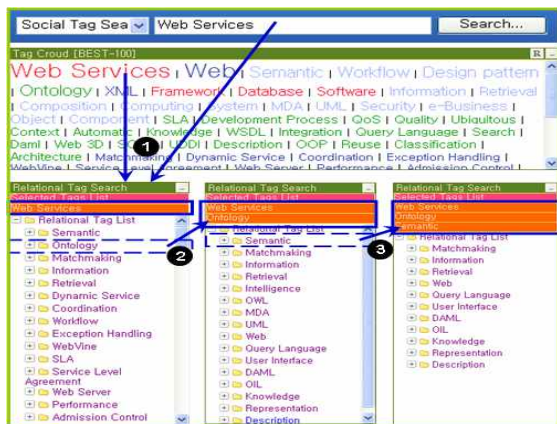 Social Tag Sea Web Services Search...
Tag Croud [BEST-100] R -
Web Services | Web | Semantic | Workflow | Design pattern
| Ontology | XML | Framework | Database | Software | Information | Retrieval
| Composition | Computing System | MDA | UML | Security | e-Business |
Object | Component | SLA | Development Process | QoS | Quality | Ubiquitous |
Context | Automatic | Knowledge | WSDL | Integration | Query Language | Search |
Daml | Web 3D | UDDI | Description | OOP | Reuse | Classification |
Architecture | Matchmaking | Dynamic Service | Coordination | Exception Handling |
WebVine | Service Level Agreement | Web Server | Performance | Admission Control
1
Relational Tag Search
Selected Tags List
Web Services
Relational Tag List
Semantic
Ontology
Matchmaking
Information
Retrieval
Dynamic Service
Coordination
Workflow
Exception Handling
WebVine
SLA
Service Level
Agreement
Web Server
Performance
Admission Control
2
Relational Tag Search
Selected Tags List
Web Services
Ontology
Relational Tag List
Semantic
Matchmaking
Information
Retrieval
Intelligence
OWL
MDA
UML
Web
Query Language
User Interface
DAML
OIL
Knowledge
Representation
Description
3
Relational Tag Search
Selected Tags List
Web Services
Ontology
Semantic
Relational Tag List
Matchmaking
Information
Retrieval
Web
Query Language
User Interface
DAML
OIL
Knowledge
Representation
Description